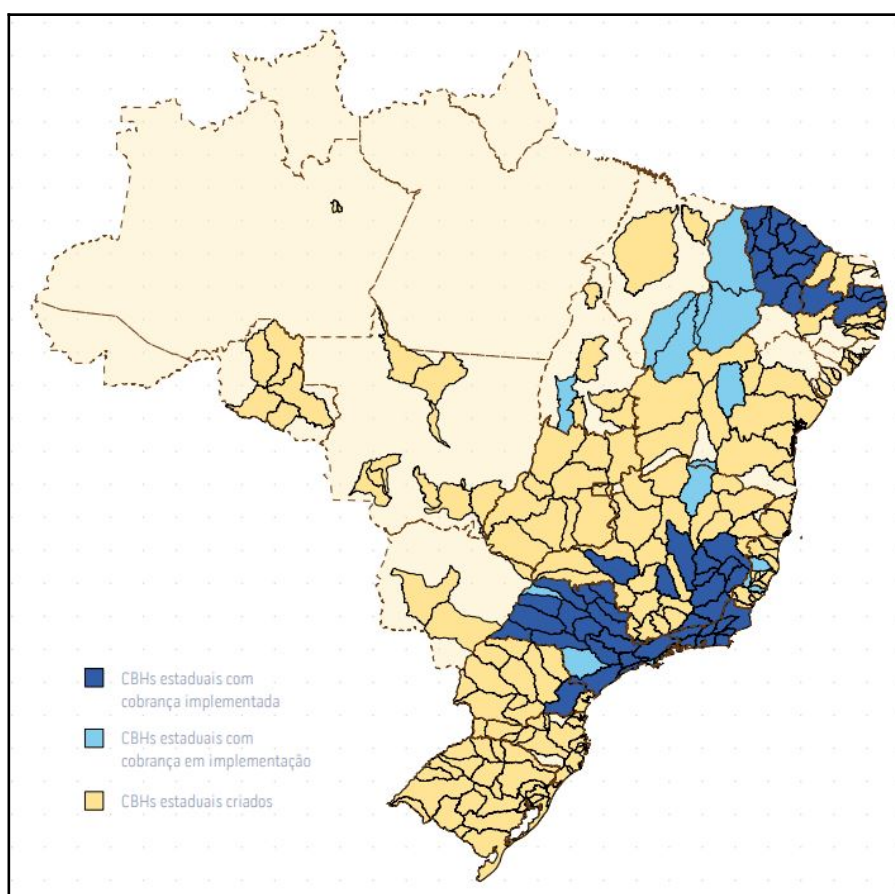 CBHs estaduais com
cobrança implementada
CBHs estaduais com
cobrança em implementação
CBHs estaduais criados